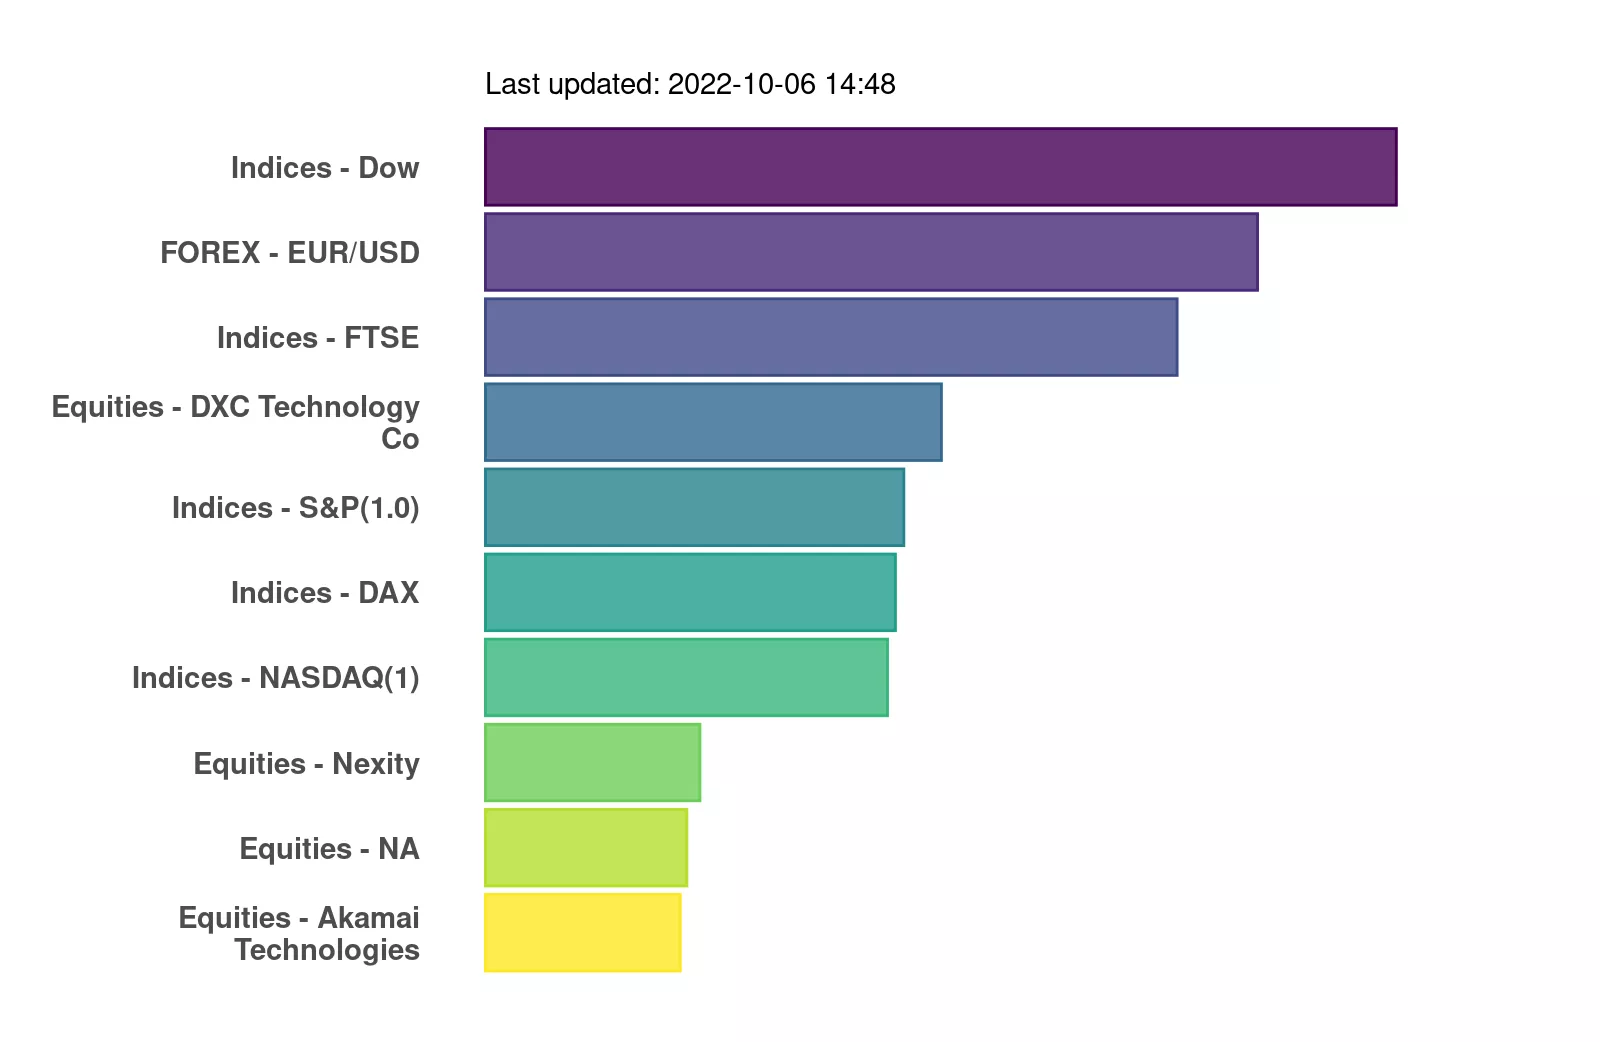 Last updated: 2022-10-06 14:48
Indices - Dow
FOREX - EUR/USD
Indices - FTSE
Equities - DXC Technology
Co
Indices - S&P(1.0)
Indices - DAX
Indices - NASDAQ(1)
Equities - Nexity
Equities - NA
Equities - Akamai
Technologies